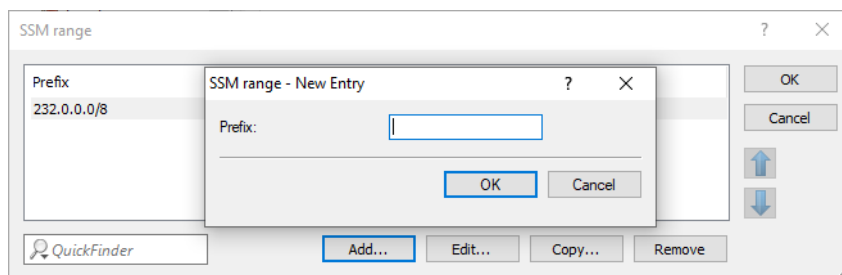 SSM range
Prefix
232.0.0.0/8
OK
Cancel
SSM range - New Entry
Prefix:
OK
Cancel
QuickFinder
Add...
Edit...
Copy...
Remove